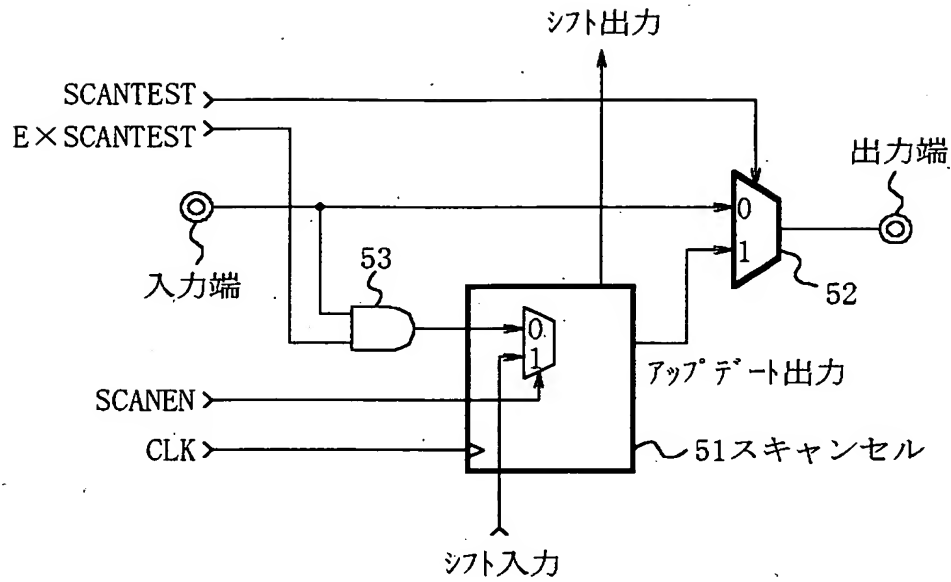 シフト出力
SCANTEST
E×SCANTEST
出力端
0
1
入力端
53
52
0
1
アップデート出力
SCANEN
CLK
51スキャンセル
シフト入力